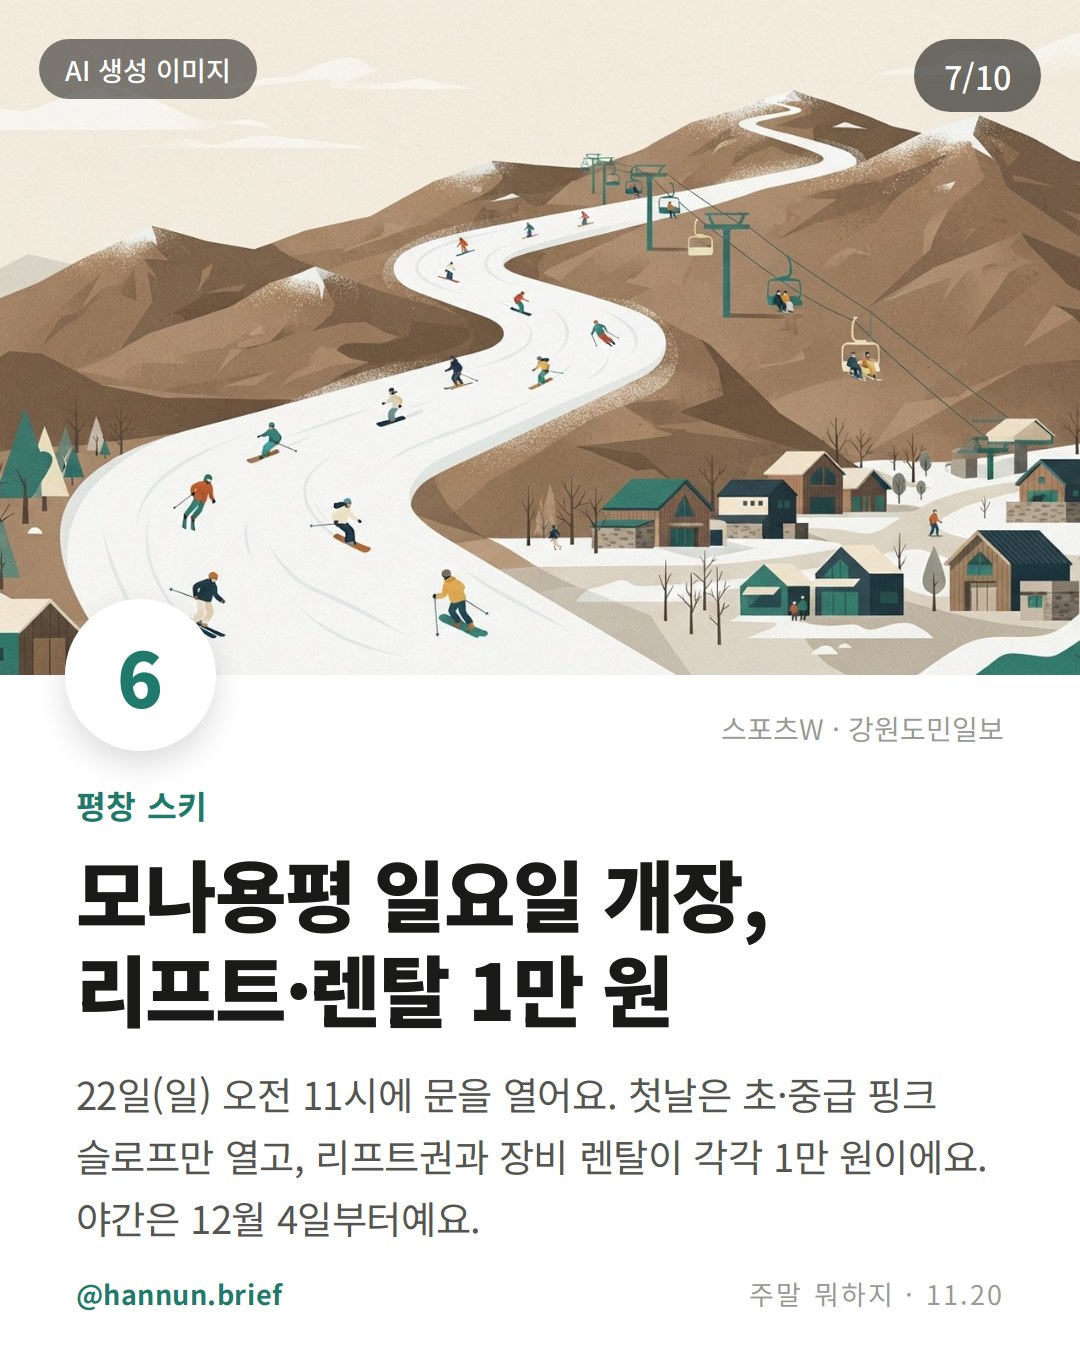 AI 생성 이미지
7/10
6
스포츠W · 강원도민일보
평창 스키
모나용평 일요일 개장,
리프트·렌탈 1만 원
22일(일) 오전 11시에 문을 열어요. 첫날은 초·중급 핑크
슬로프만 열고, 리프트권과 장비 렌탈이 각각 1만 원이에요.
야간은 12월 4일부터예요.
@hannun.brief
주말 뭐하지 · 11.20